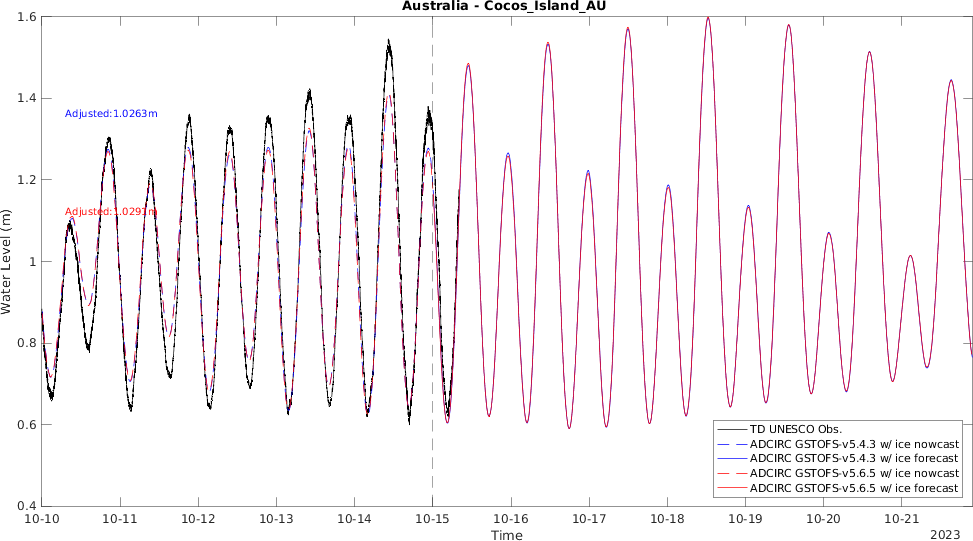 Australia - Cocos_Island_AU
1.6
1.4
1.2
1
0.8
0.6
0.4
Water Level (m)
Adjusted:1.0263m
Adjusted:1.0291m
TD UNESCO Obs.
ADCIRC GSTOFS-v5.4.3 w/ ice nowcast
ADCIRC GSTOFS-v5.4.3 w/ ice forecast
ADCIRC GSTOFS-v5.6.5 w/ ice nowcast
ADCIRC GSTOFS-v5.6.5 w/ ice forecast
10-10 10-11 10-12 10-13 10-14 10-15 10-16 10-17 10-18 10-19 10-20 10-21
Time
2023